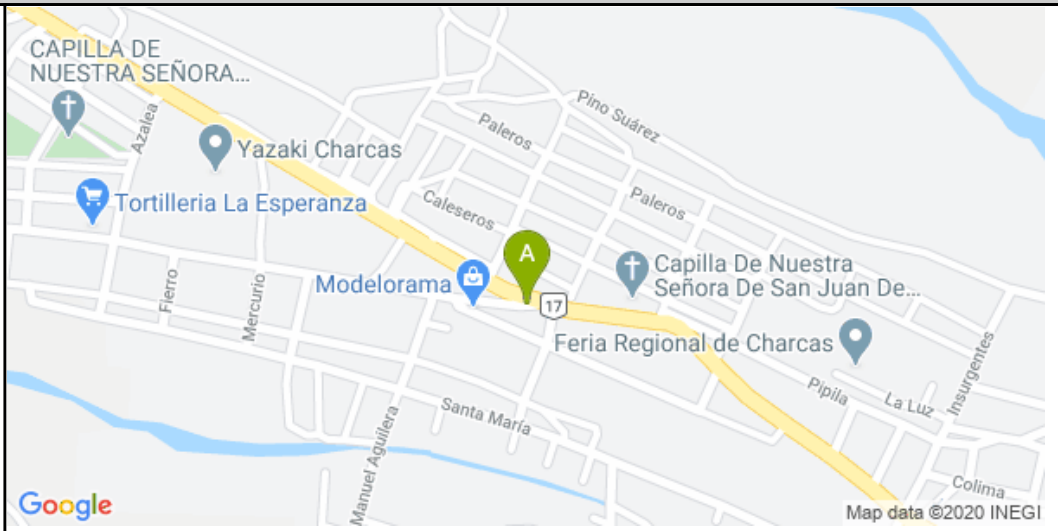 CAPILLA DE
NUESTRA SEÑORA...
Azalea
Yazaki Charcas
Tortilleria La Esperanza
Pino Suárez
Paleros
Paleros
Caleseros
A
Capilla De Nuestra
Señora De San Juan De...
Modelorama
17
Fierro
Mercurio
Feria Regional de Charcas
Pipila
La Luz
Insurgentes
Santa María
Manuel Aguilera
Colima
Google
Map data ©2020 INEGI